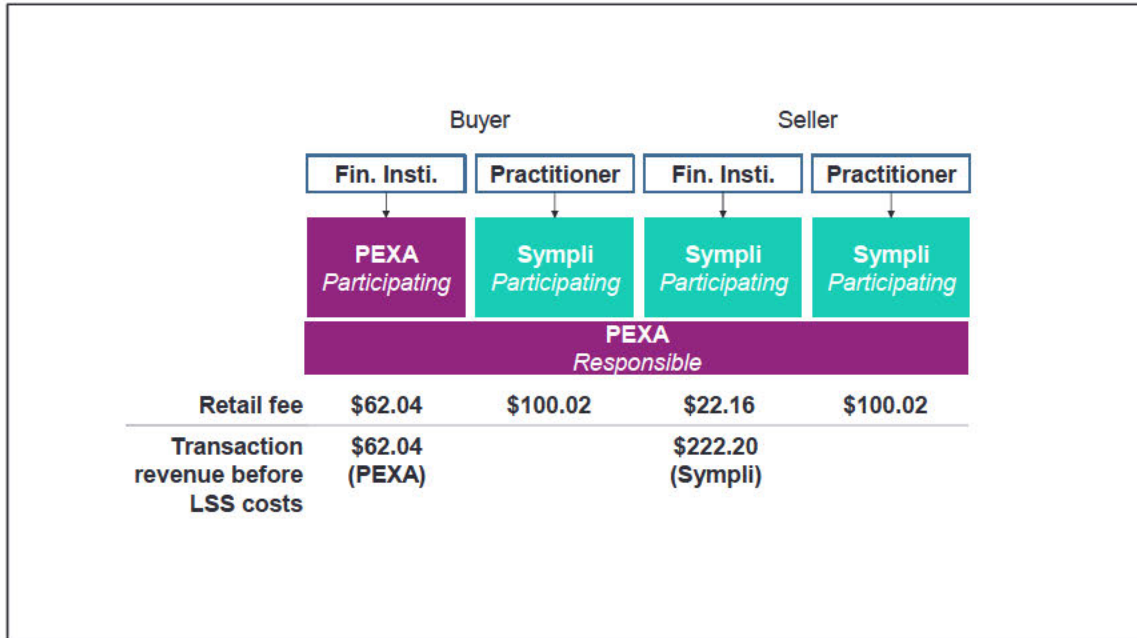 Buyer Seller
Fin. Insti. Practitioner Fin. Insti. Practitioner
PEXA Sympli Sympli Sympli
Participating Participating Participating Participating
PEXA
Responsible
Retail fee $62.04 $100.02 $22.16 $100.02
Transaction $62.04 $222.20
revenue before (PEXA) (Sympli)
LSS costs